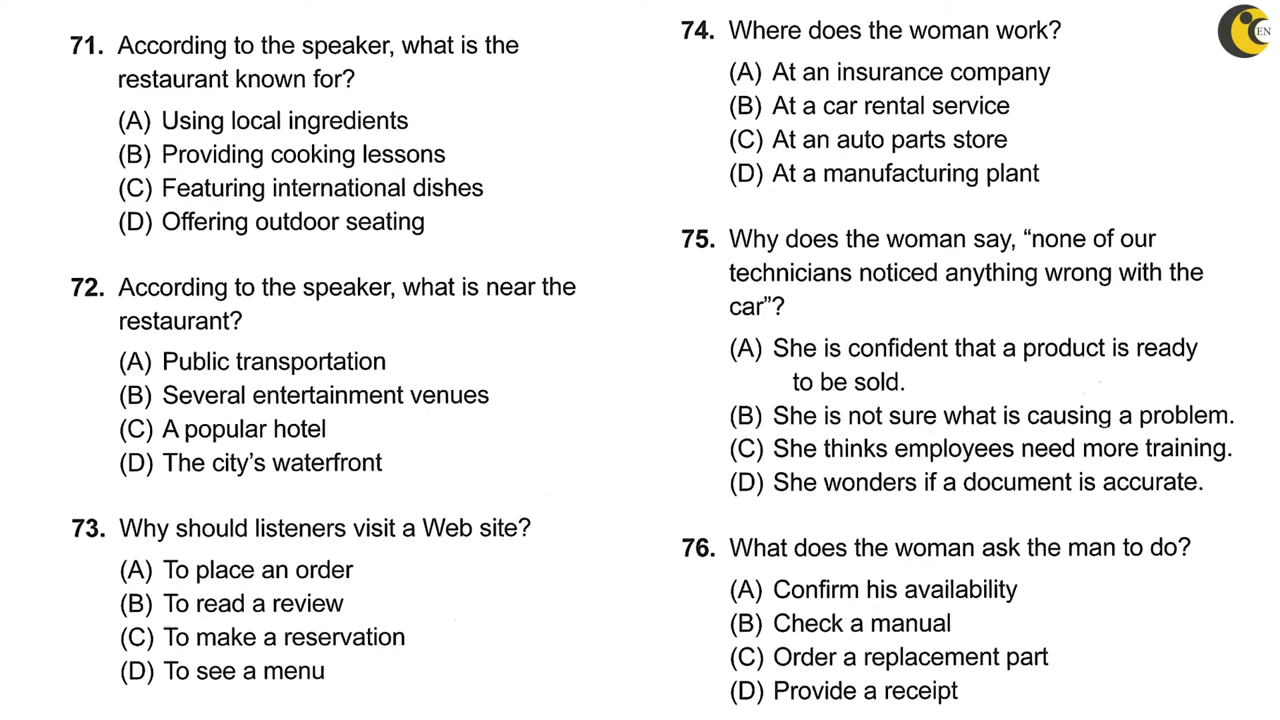 71. According to the speaker, what is the
restaurant known for?
(A) Using local ingredients
(B) Providing cooking lessons
(C) Featuring international dishes
(D) Offering outdoor seating
72. According to the speaker, what is near the
restaurant?
(A) Public transportation
(B) Several entertainment venues
(C) A popular hotel
(D) The city's waterfront
73. Why should listeners visit a Web site?
(A) To place an order
(B) To read a review
(C) To make a reservation
(D) To see a menu
74. Where does the woman work?
(A) At an insurance company
(B) At a car rental service
(C) At an auto parts store
(D) At a manufacturing plant
75. Why does the woman say, “none of our
technicians noticed anything wrong with the
car”?
(A) She is confident that a product is ready
to be sold.
(B) She is not sure what is causing a problem.
(C) She thinks employees need more training.
(D) She wonders if a document is accurate.
76. What does the woman ask the man to do?
(A) Confirm his availability
(B) Check a manual
(C) Order a replacement part
(D) Provide a receipt
EN